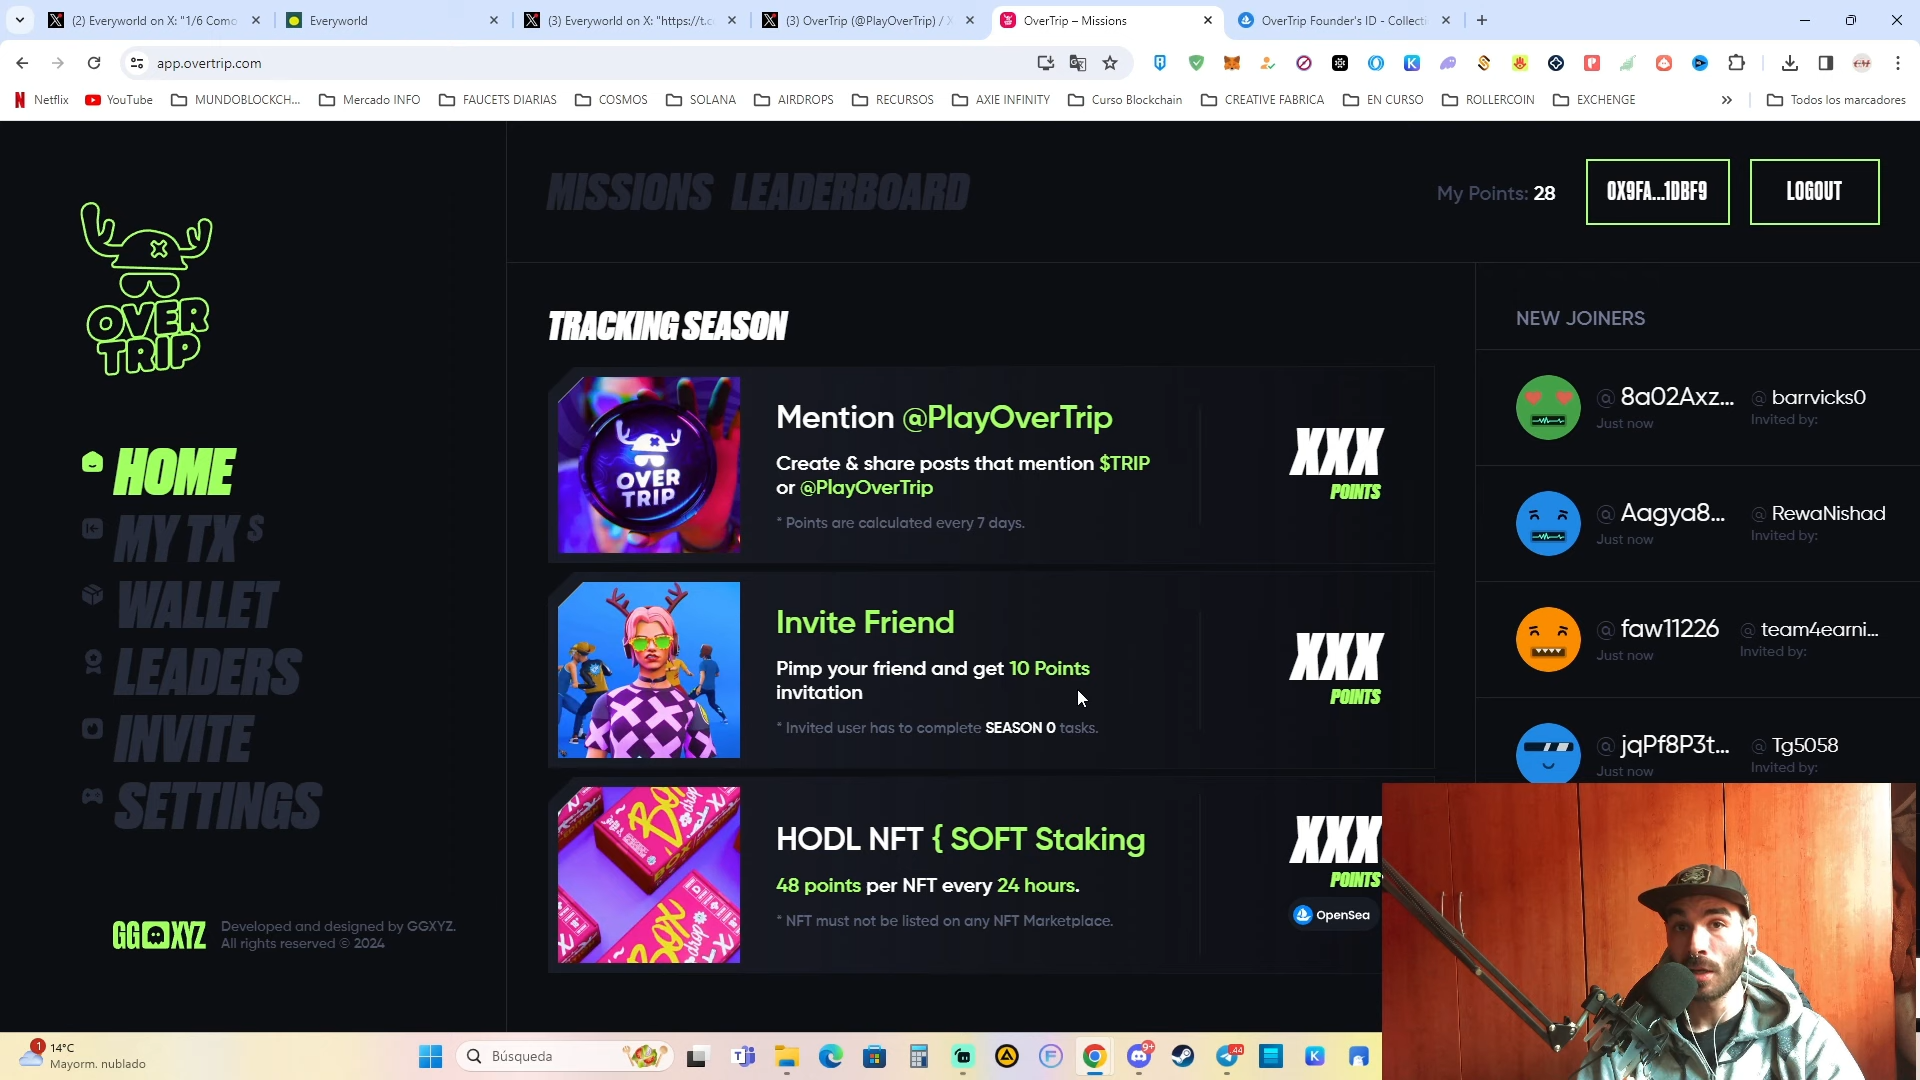 (2) Everyworld on X: "1/6 Como
Everyworld
(3) Everyworld on X: "https://t.c
(3) OverTrip (@PlayOverTrip) / X
OverTrip – Missions
OverTrip Founder's ID - Collecti
app.overtrip.com
Netflix
YouTube
MUNDOBLOCKCH...
Mercado INFO
FAUCETS DIARIAS
COSMOS
SOLANA
AIRDROPS
RECURSOS
AXIE INFINITY
Curso Blockchain
CREATIVE FABRICA
EN CURSO
ROLLERCOIN
EXCHENGE
Todos los marcadores
OVER
TRIP
HOME
MY TX $
WALLET
LEADERS
INVITE
SETTINGS
GG XYZ
Developed and designed by GGXYZ.
All rights reserved © 2024
MISSIONS LEADERBOARD
My Points: 28
0X9FA...1DBF9
LOGOUT
TRACKING SEASON
OVER
TRIP
Mention @PlayOverTrip
Create & share posts that mention $TRIP
or @PlayOverTrip
* Points are calculated every 7 days.
XXX
POINTS
Invite Friend
Pimp your friend and get 10 Points
invitation
* Invited user has to complete SEASON 0 tasks.
XXX
POINTS
HODL NFT { SOFT Staking
48 points per NFT every 24 hours.
* NFT must not be listed on any NFT Marketplace.
XXX
POINTS
OpenSea
NEW JOINERS
@ 8a02Axz...
Just now
@ barrvicks0
Invited by:
@ Aagya8...
Just now
@ RewaNishad
Invited by:
@ faw11226
Just now
@ team4earni...
Invited by:
@ jqPf8P3t...
Just now
@ Tg5058
Invited by:
1
14°C
Mayorm. nublado
Búsqueda
9+
44